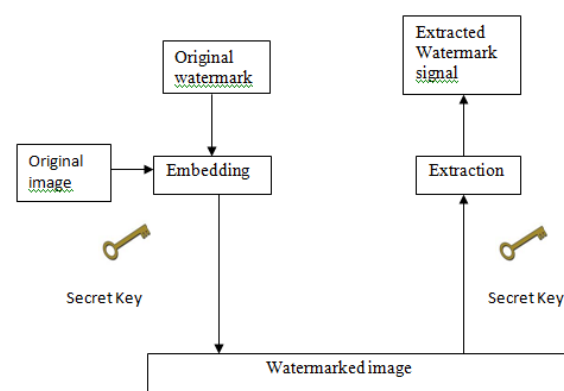 Original
watermark
Extracted
Watermark
signal
Original
image
Embedding
Extraction
Secret Key
Secret Key
Watermarked image